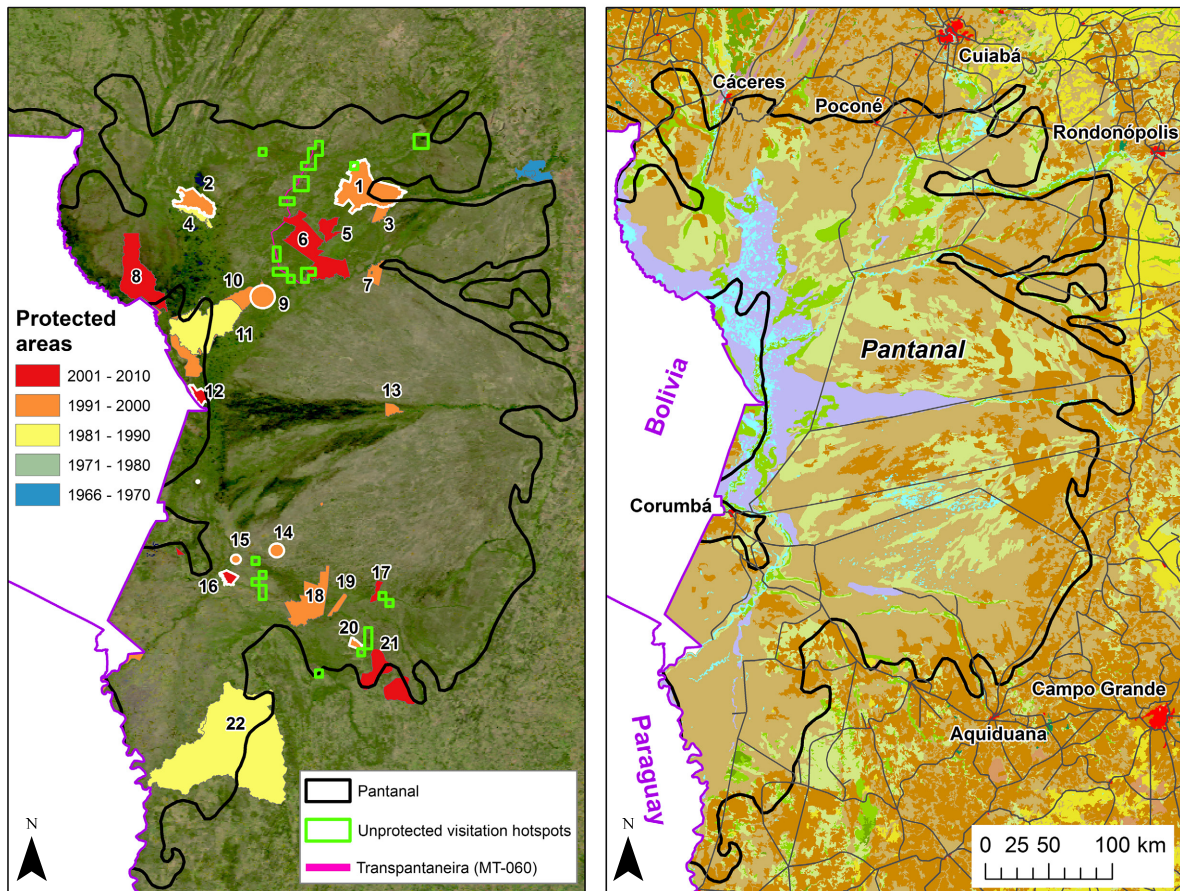 2
1
4
3
6
5
8
7
10
9
11
Protected
areas
2001 - 2010
1991 - 2000
1981 - 1990
1971 - 1980
1966 - 1970
12
13
14
15
16
17
19
18
20
21
22
Pantanal
Unprotected visitation hotspots
Transpantaneira (MT-060)
N
Cuiabá
Cáceres
Poconé
Rondonópolis
Pantanal
Bolivia
Corumbá
Campo Grande
Aquiduana
Paraguay
N
0 25 50 100 km